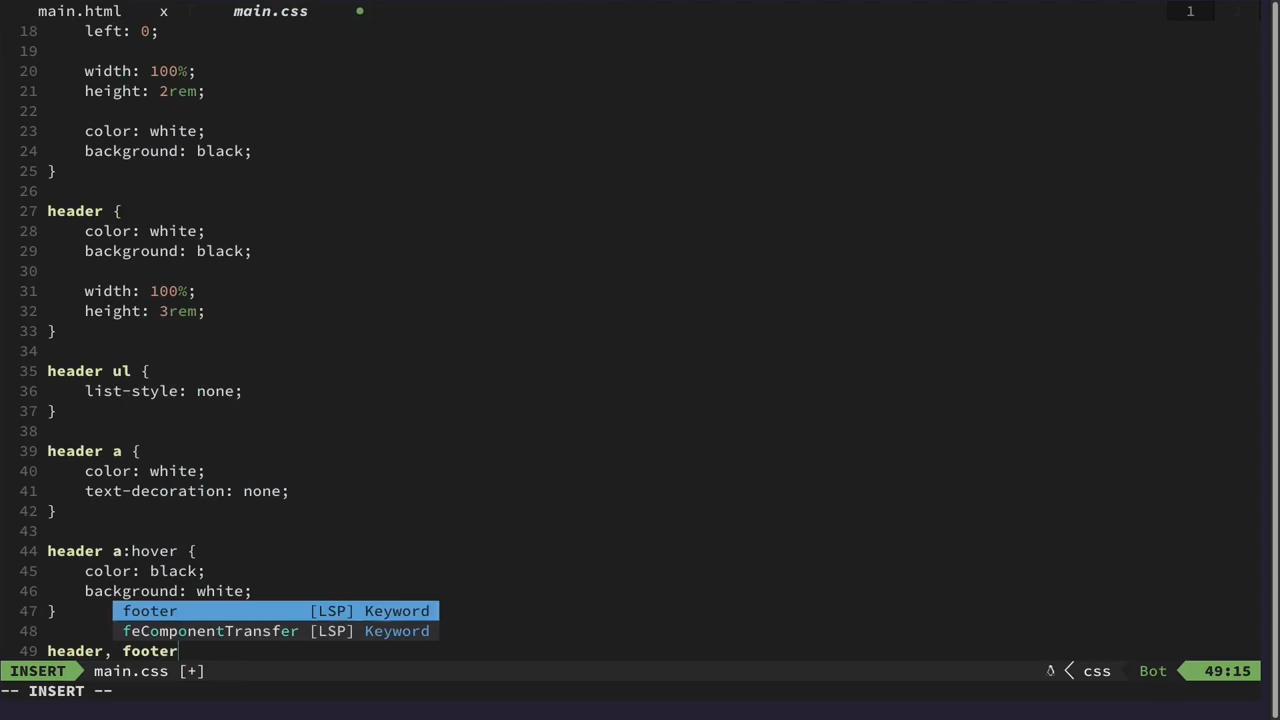 main.html x main.css 1
18 left: 0;
19
20 width: 100%;
21 height: 2rem;
22
23 color: white;
24 background: black;
25 }
26
27 header {
28 color: white;
29 background: black;
30
31 width: 100%;
32 height: 3rem;
33 }
34
35 header ul {
36 list-style: none;
37 }
38
39 header a {
40 color: white;
41 text-decoration: none;
42 }
43
44 header a:hover {
45 color: black;
46 background: white;
47 } footer [LSP] Keyword
48 feComponentTransfer [LSP] Keyword
49 header, footer
INSERT main.css [+] < css Bot 49:15
-- INSERT --